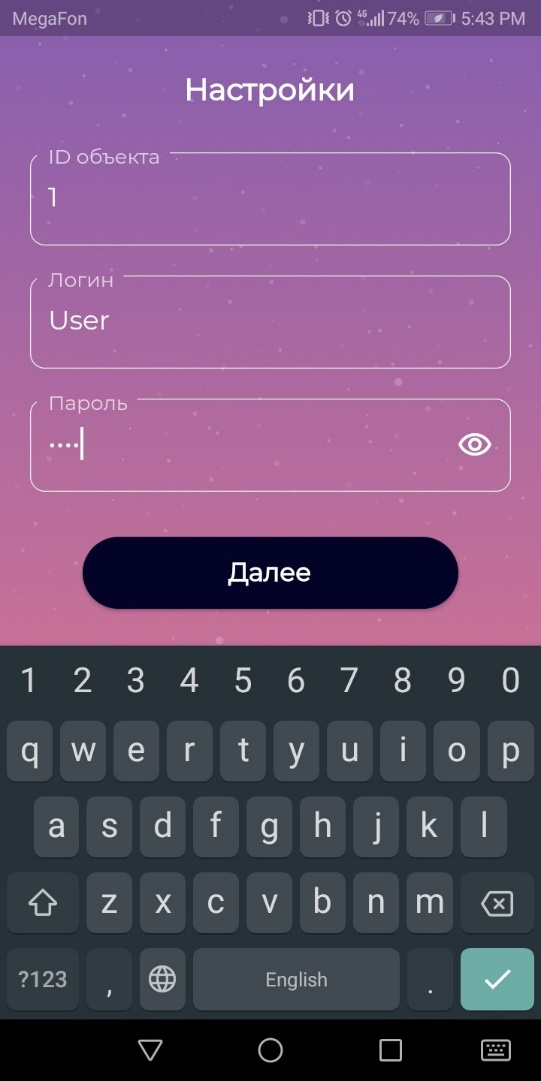 MegaFon 4G 74% 5:43 PM
Настройки
ID объекта
1
Логин
User
Пароль
••••
Далее
1 2 3 4 5 6 7 8 9 0
q w e r t y u i o p
a s d f g h j k l
z x c v b n m
?123 , English .